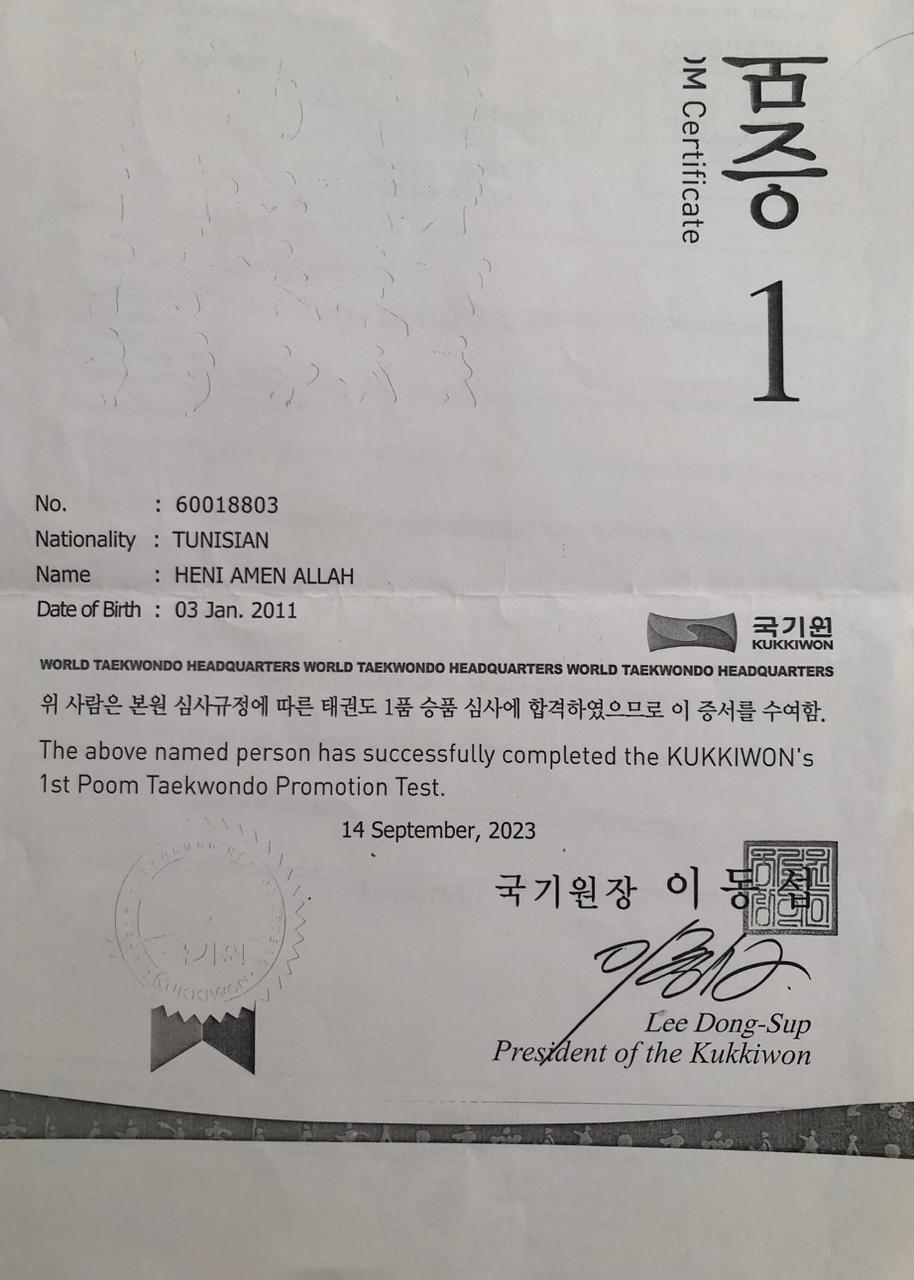 품증
OM Certificate
1
No. : 60018803
Nationality : TUNISIAN
Name : HENI AMEN ALLAH
Date of Birth : 03 Jan. 2011
국기원
KUKKIWON
WORLD TAEKWONDO HEADQUARTERS WORLD TAEKWONDO HEADQUARTERS WORLD TAEKWONDO HEADQUARTERS
위 사람은 본원 심사규정에 따른 태권도 1품 승품 심사에 합격하였으므로 이 증서를 수여함.
The above named person has successfully completed the KUKKIWON's
1st Poom Taekwondo Promotion Test.
14 September, 2023
국기원장 이동섭
국기원
KUKKIWON
Lee Dong-Sup
President of the Kukkiwon